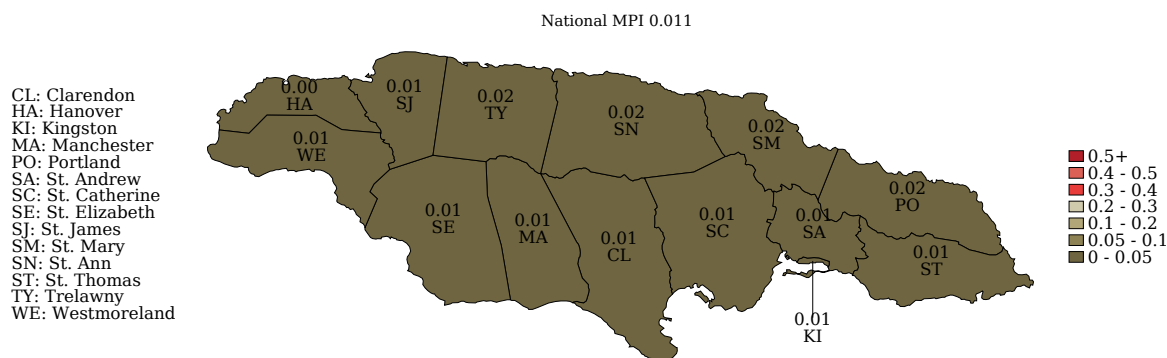 National MPI 0.011
CL: Clarendon
HA: Hanover
KI: Kingston
MA: Manchester
PO: Portland
SA: St. Andrew
SC: St. Catherine
SE: St. Elizabeth
SJ: St. James
SM: St. Mary
SN: St. Ann
ST: St. Thomas
TY: Trelawny
WE: Westmoreland
0.00
HA
0.01
SJ
0.02
TY
0.02
SN
0.02
SM
0.01
WE
0.02
PO
0.01
SE
0.01
MA
0.01
CL
0.01
SC
0.01
SA
0.01
ST
0.01
KI
0.5+
0.4 - 0.5
0.3 - 0.4
0.2 - 0.3
0.1 - 0.2
0.05 - 0.1
0 - 0.05